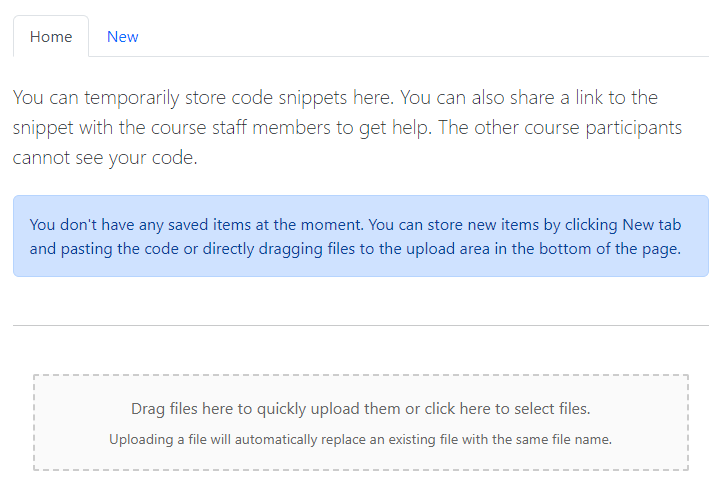 Home New
You can temporarily store code snippets here. You can also share a link to the
snippet with the course staff members to get help. The other course participants
cannot see your code.
You don't have any saved items at the moment. You can store new items by clicking New tab
and pasting the code or directly dragging files to the upload area in the bottom of the page.
Drag files here to quickly upload them or click here to select files.
Uploading a file will automatically replace an existing file with the same file name.